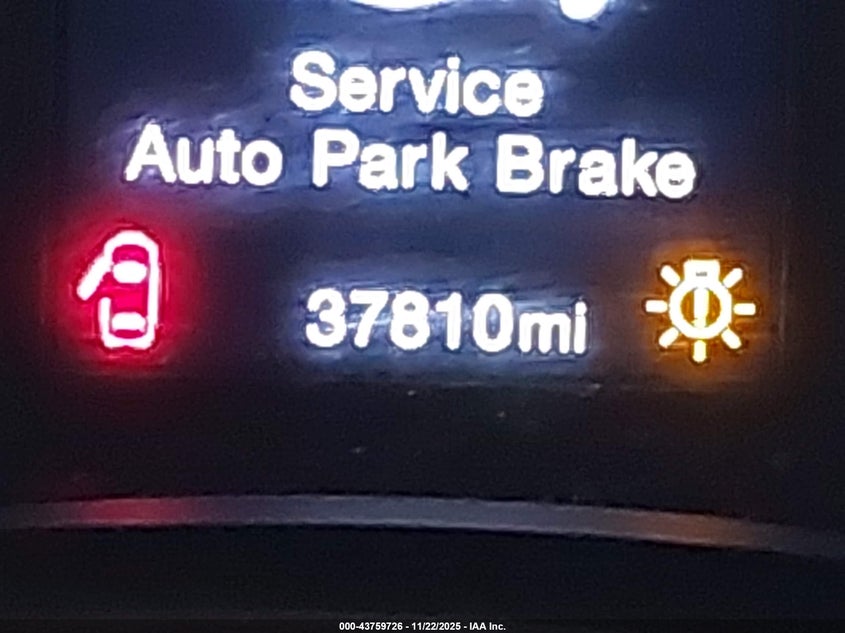 Service
Auto Park Brake
37810mi
000-43759726 - 11/22/2025 - IAA Inc.